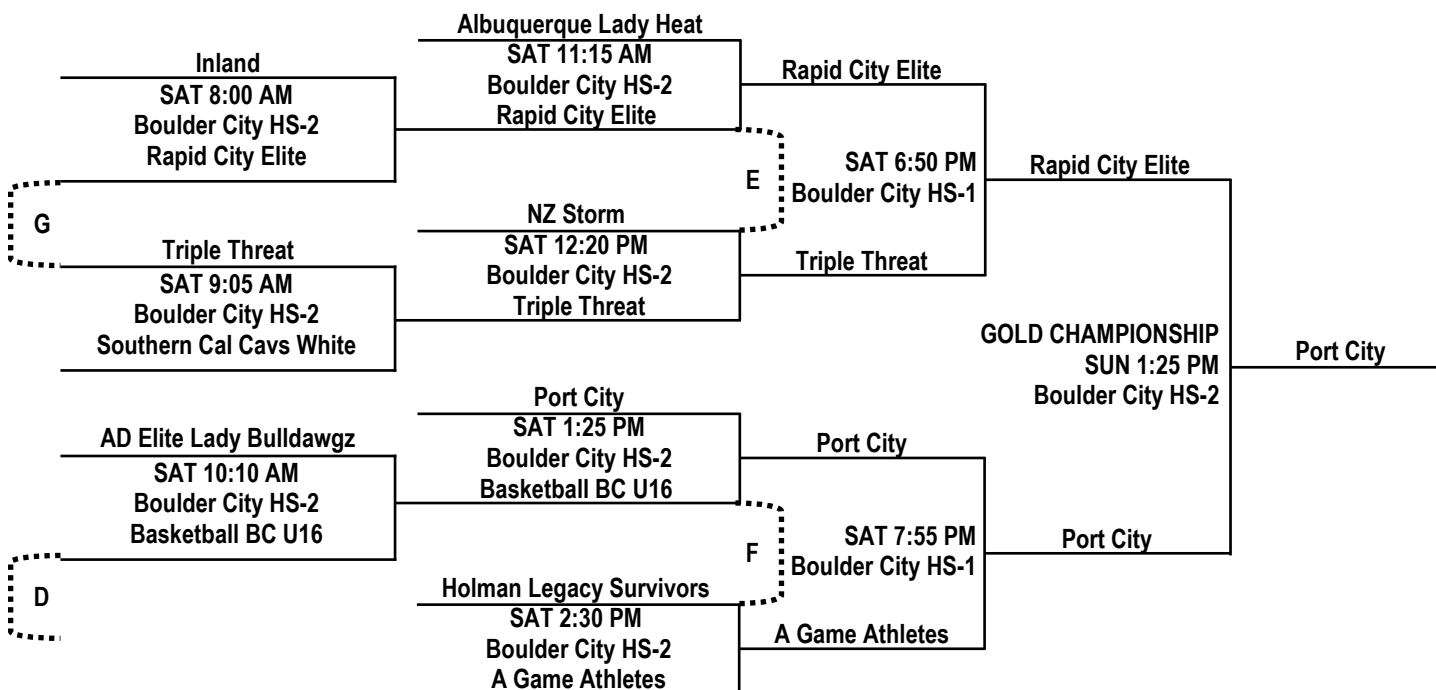 Albuquerque Lady Heat
Inland
SAT 11:15 AM
Boulder City HS-2
Rapid City Elite
Rapid City Elite
SAT 8:00 AM
Boulder City HS-2
Rapid City Elite
E
SAT 6:50 PM
Boulder City HS-1
Rapid City Elite
G
NZ Storm
Triple Threat
SAT 12:20 PM
Boulder City HS-2
Triple Threat
Triple Threat
SAT 9:05 AM
Boulder City HS-2
Southern Cal Cavs White
GOLD CHAMPIONSHIP
SUN 1:25 PM
Boulder City HS-2
Port City
Port City
AD Elite Lady Bulldawgz
SAT 1:25 PM
Boulder City HS-2
Basketball BC U16
Port City
SAT 10:10 AM
Boulder City HS-2
Basketball BC U16
F
SAT 7:55 PM
Boulder City HS-1
Port City
D
Holman Legacy Survivors
SAT 2:30 PM
Boulder City HS-2
A Game Athletes
A Game Athletes